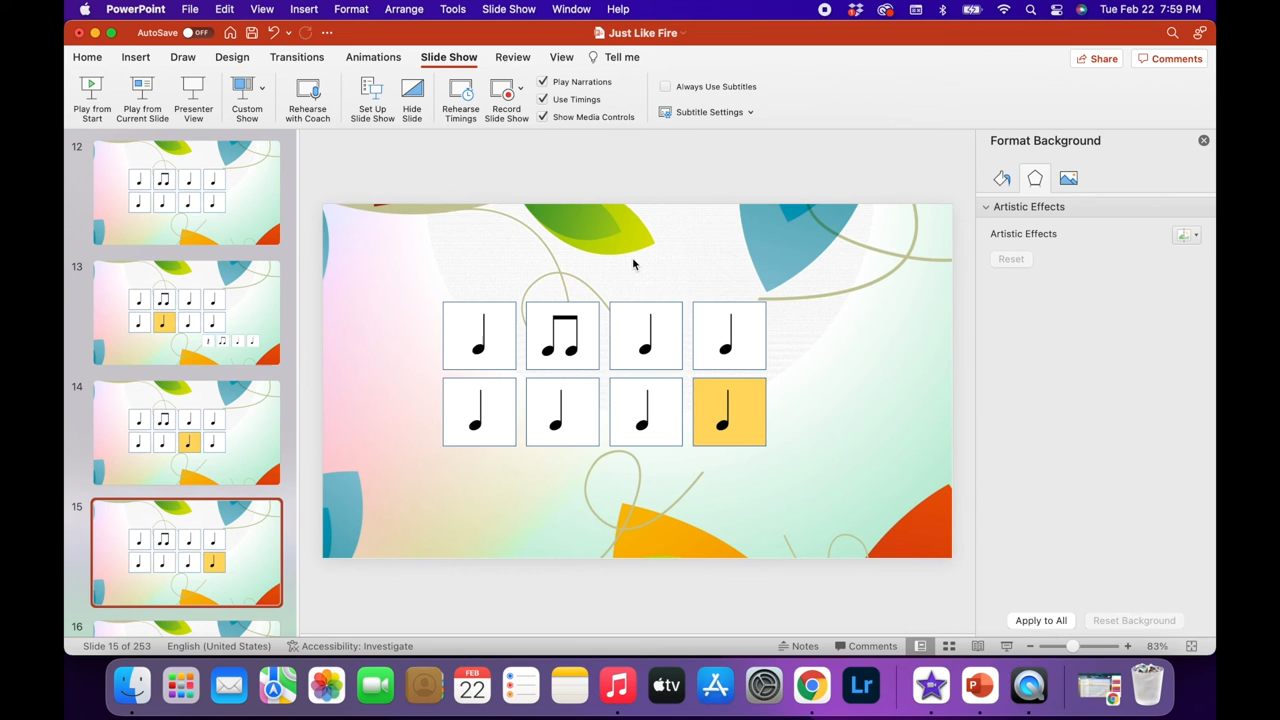 PowerPoint File Edit View Insert Format Arrange Tools Slide Show Window Help Tue Feb 22 7:59 PM
AutoSave OFF Just Like Fire
Home Insert Draw Design Transitions Animations Slide Show Review View Tell me Share Comments
Play from Start
Play from Current Slide
Presenter View
Custom Show
Rehearse with Coach
Set Up Slide Show
Hide Slide
Rehearse Timings
Record Slide Show
Play Narrations
Use Timings
Show Media Controls
Always Use Subtitles
Subtitle Settings
12
13
14
15
16
Format Background
Artistic Effects
Artistic Effects
Reset
Apply to All Reset Background
Slide 15 of 253 English (United States) Accessibility: Investigate Notes Comments 83%
FEB
22
tv
Lr
P